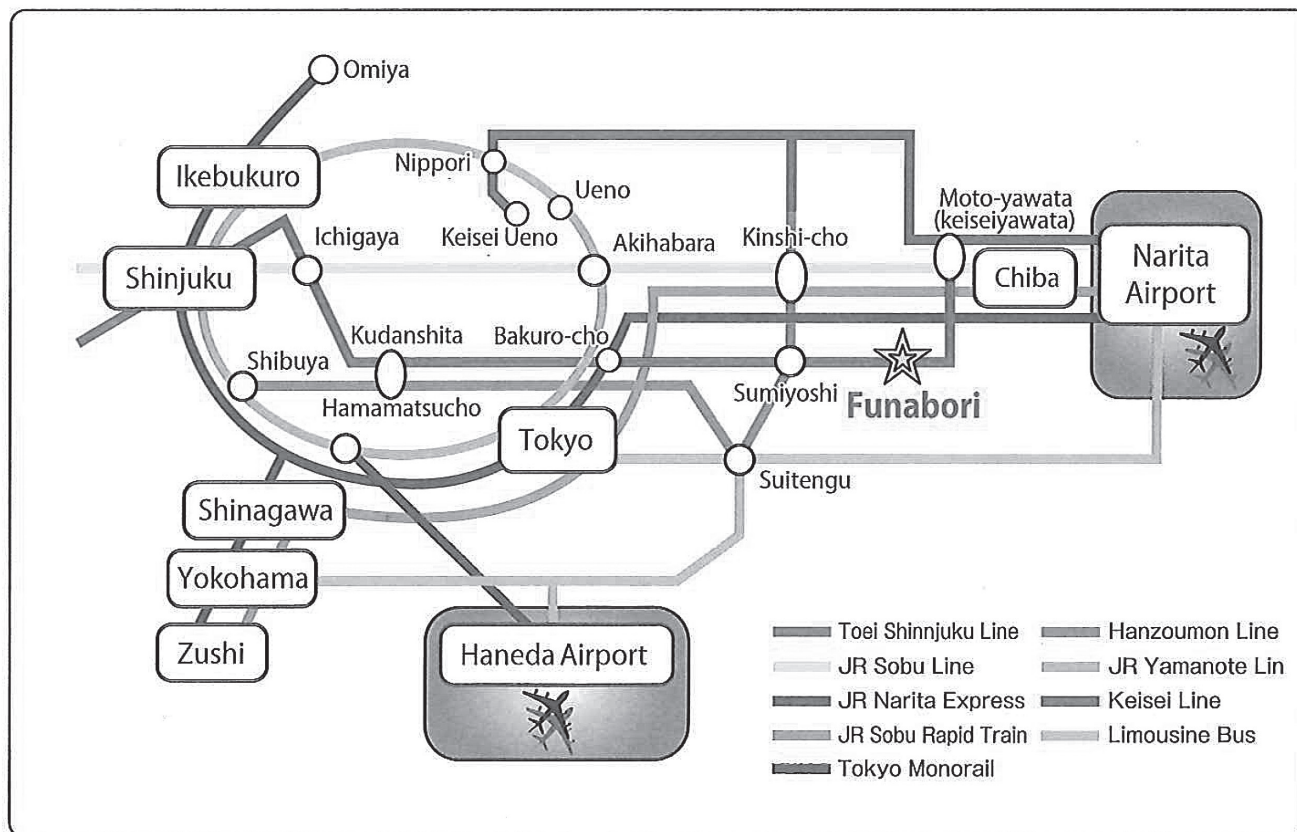 Omiya
Ikebukuro
Nippori
Ueno
Keisei Ueno
Moto-yawata
(keiseiyawata)
Ichigaya
Akihabara
Kinshi-cho
Shinjuku
Chiba
Narita
Airport
Kudanshita
Bakuro-cho
Shibuya
Hamamatsucho
Sumiyoshi
Funabori
Tokyo
Suitengu
Shinagawa
Yokohama
Zushi
Haneda Airport
Toei Shinnjuku Line
JR Sobu Line
JR Narita Express
JR Sobu Rapid Train
Tokyo Monorail
Hanzoumon Line
JR Yamanote Lin
Keisei Line
Limousine Bus